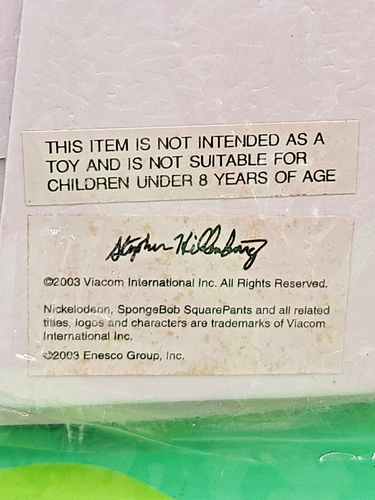 THIS ITEM IS NOT INTENDED AS A
TOY AND IS NOT SUITABLE FOR
CHILDREN UNDER 8 YEARS OF AGE
Stephen Hillenburg
©2003 Viacom International Inc. All Rights Reserved.
Nickelodeon, SpongeBob SquarePants and all related
titles, logos and characters are trademarks of Viacom
International Inc.
©2003 Enesco Group, Inc.